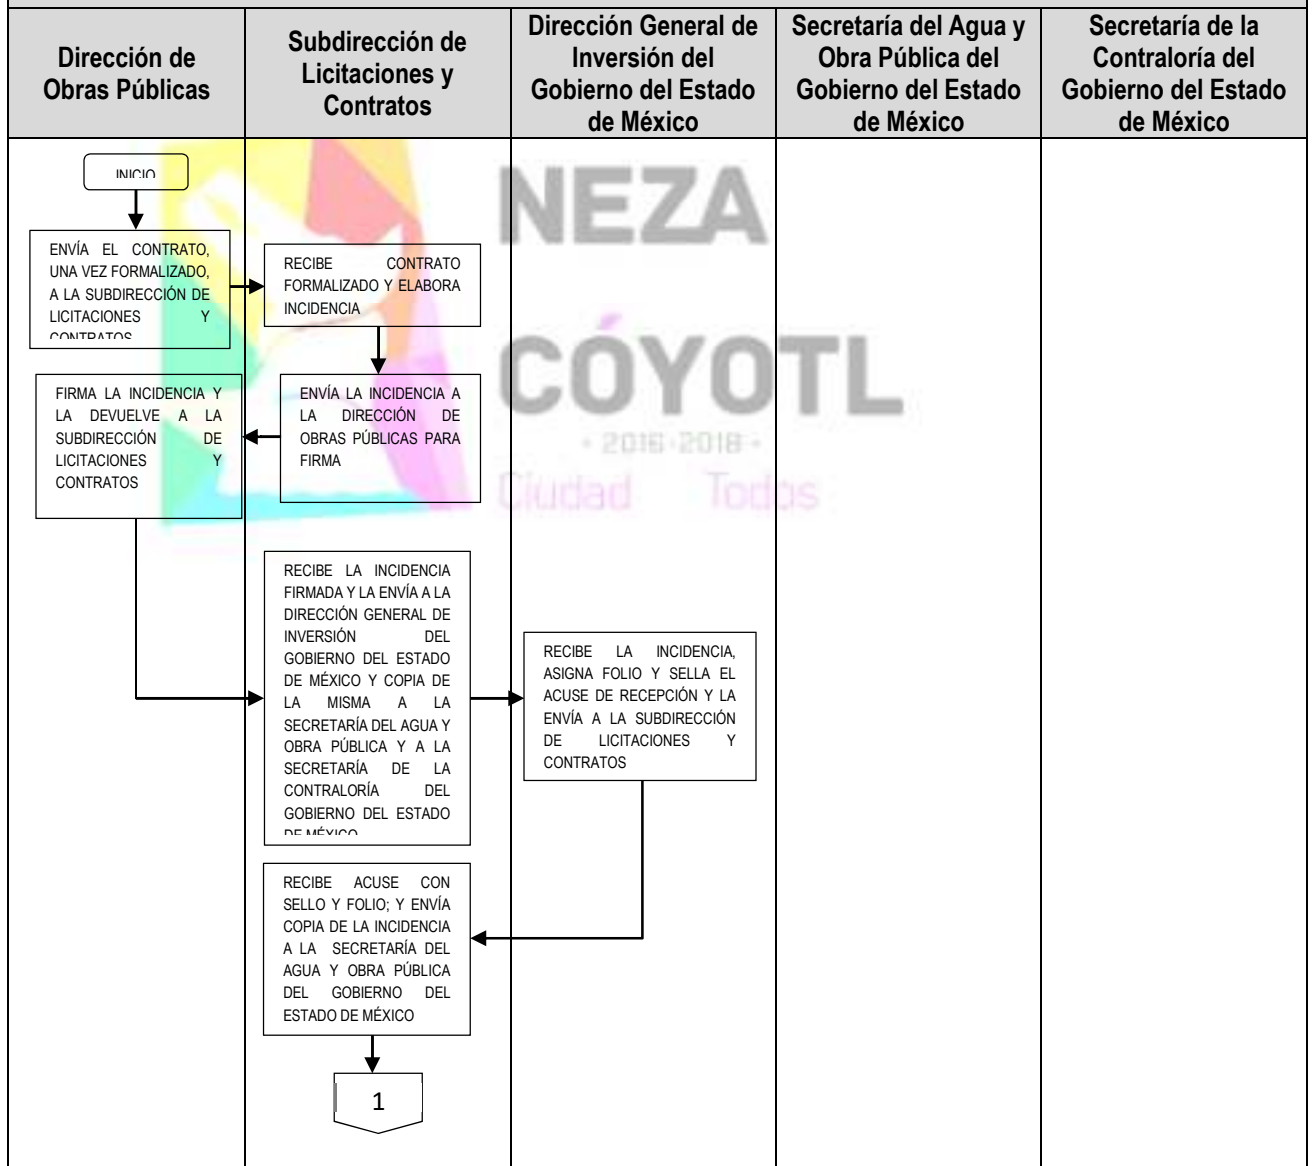 Dirección de
Obras Públicas
Subdirección de
Licitaciones y
Contratos
Dirección General de
Inversión del
Gobierno del Estado
de México
Secretaría del Agua y
Obra Pública del
Gobierno del Estado
de México
Secretaría de la
Contraloría del
Gobierno del Estado
de México
NEZA
CÓYOTL
2016-2018
Ciudad Todos
INICIO
ENVÍA EL CONTRATO,
UNA VEZ FORMALIZADO,
A LA SUBDIRECCIÓN DE
LICITACIONES Y
CONTRATOS
RECIBE CONTRATO
FORMALIZADO Y ELABORA
INCIDENCIA
ENVÍA LA INCIDENCIA A
LA DIRECCIÓN DE
OBRAS PÚBLICAS PARA
FIRMA
FIRMA LA INCIDENCIA Y
LA DEVUELVE A LA
SUBDIRECCIÓN DE
LICITACIONES Y
CONTRATOS
RECIBE LA INCIDENCIA
FIRMADA Y LA ENVÍA A LA
DIRECCIÓN GENERAL DE
INVERSIÓN DEL
GOBIERNO DEL ESTADO
DE MÉXICO Y COPIA DE
LA MISMA A LA
SECRETARÍA DEL AGUA Y
OBRA PÚBLICA Y A LA
SECRETARÍA DE LA
CONTRALORÍA DEL
GOBIERNO DEL ESTADO
DE MÉXICO
RECIBE LA INCIDENCIA,
ASIGNA FOLIO Y SELLA EL
ACUSE DE RECEPCIÓN Y LA
ENVÍA A LA SUBDIRECCIÓN
DE LICITACIONES Y
CONTRATOS
RECIBE ACUSE CON
SELLO Y FOLIO; Y ENVÍA
COPIA DE LA INCIDENCIA
A LA SECRETARÍA DEL
AGUA Y OBRA PÚBLICA
DEL GOBIERNO DEL
ESTADO DE MÉXICO
1